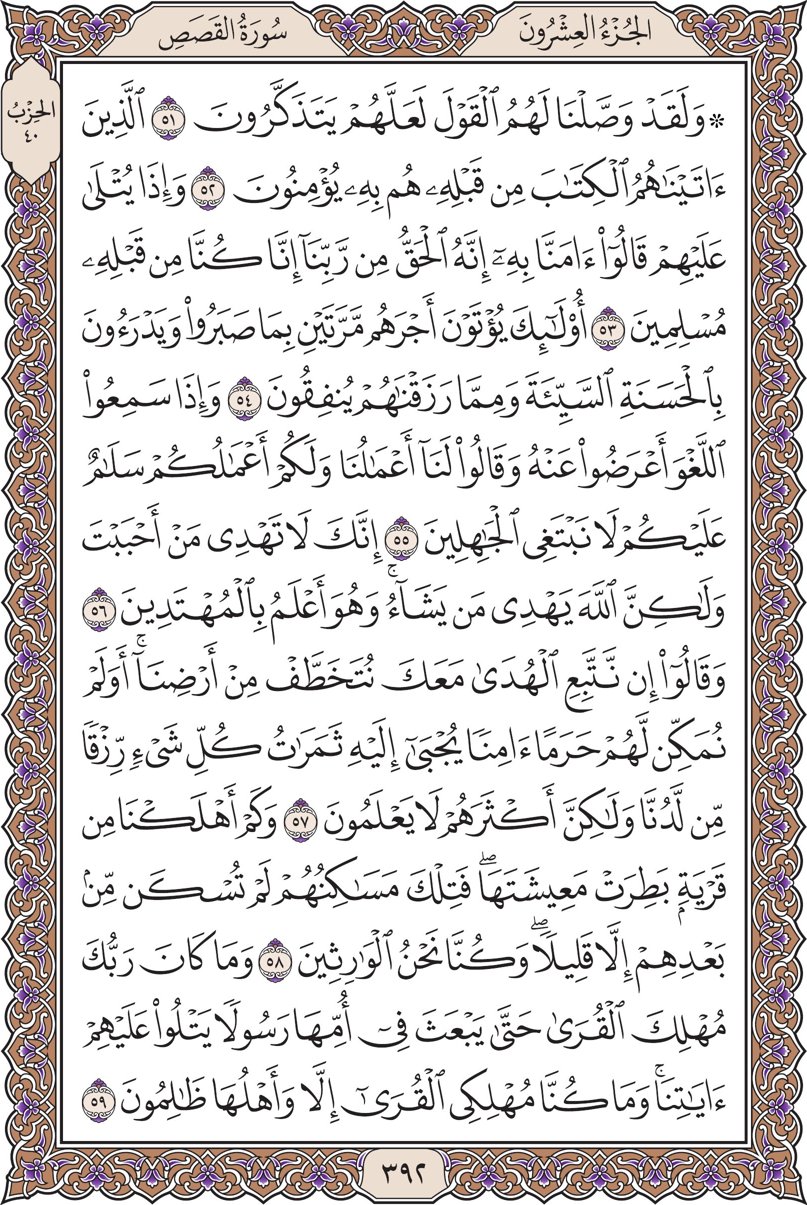 الجُزْءُ العِشْرُونَ
سُورَةُ القَصَصِ
الحِزْبُ
٤٠
۞ وَلَقَدْ وَصَّلْنَا لَهُمُ ٱلْقَوْلَ لَعَلَّهُمْ يَتَذَكَّرُونَ ٥١ ٱلَّذِينَ
ءَاتَيْنَٰهُمُ ٱلْكِتَٰبَ مِن قَبْلِهِۦ هُم بِهِۦ يُؤْمِنُونَ ٥٢ وَإِذَا يُتْلَىٰ
عَلَيْهِمْ قَالُوٓا۟ ءَامَنَّا بِهِۦٓ إِنَّهُ ٱلْحَقُّ مِن رَّبِّنَآ إِنَّا كُنَّا مِن قَبْلِهِۦ
مُسْلِمِينَ ٥٣ أُو۟لَٰٓئِكَ يُؤْتَوْنَ أَجْرَهُم مَّرَّتَيْنِ بِمَا صَبَرُوا۟ وَيَدْرَءُونَ
بِٱلْحَسَنَةِ ٱلسَّيِّئَةَ وَمِمَّا رَزَقْنَٰهُمْ يُنفِقُونَ ٥٤ وَإِذَا سَمِعُوا۟
ٱللَّغْوَ أَعْرَضُوا۟ عَنْهُ وَقَالُوا۟ لَنَآ أَعْمَٰلُنَا وَلَكُمْ أَعْمَٰلُكُمْ سَلَٰمٌ
عَلَيْكُمْ لَا نَبْتَغِى ٱلْجَٰهِلِينَ ٥٥ إِنَّكَ لَا تَهْدِى مَنْ أَحْبَبْتَ
وَلَٰكِنَّ ٱللَّهَ يَهْدِى مَن يَشَآءُ ۚ وَهُوَ أَعْلَمُ بِٱلْمُهْتَدِينَ ٥٦
وَقَالُوٓا۟ إِن نَّتَّبِعِ ٱلْهُدَىٰ مَعَكَ نُتَخَطَّفْ مِنْ أَرْضِنَآ ۚ أَوَلَمْ
نُمَكِّن لَّهُمْ حَرَمًا ءَامِنًا يُجْبَىٰٓ إِلَيْهِ ثَمَرَٰتُ كُلِّ شَىْءٍ رِّزْقًا
مِّن لَّدُنَّا وَلَٰكِنَّ أَكْثَرَهُمْ لَا يَعْلَمُونَ ٥٧ وَكَمْ أَهْلَكْنَا مِن
قَرْيَةٍۭ بَطِرَتْ مَعِيشَتَهَا ۖ فَتِلْكَ مَسَٰكِنُهُمْ لَمْ تُسْكَن مِّنۢ
بَعْدِهِمْ إِلَّا قَلِيلًا ۖ وَكُنَّا نَحْنُ ٱلْوَٰرِثِينَ ٥٨ وَمَا كَانَ رَبُّكَ
مُهْلِكَ ٱلْقُرَىٰ حَتَّىٰ يَبْعَثَ فِىٓ أُمِّهَا رَسُولًا يَتْلُوا۟ عَلَيْهِمْ
ءَايَٰتِنَا ۚ وَمَا كُنَّا مُهْلِكِى ٱلْقُرَىٰٓ إِلَّا وَأَهْلُهَا ظَٰلِمُونَ ٥٩
٣٩٢